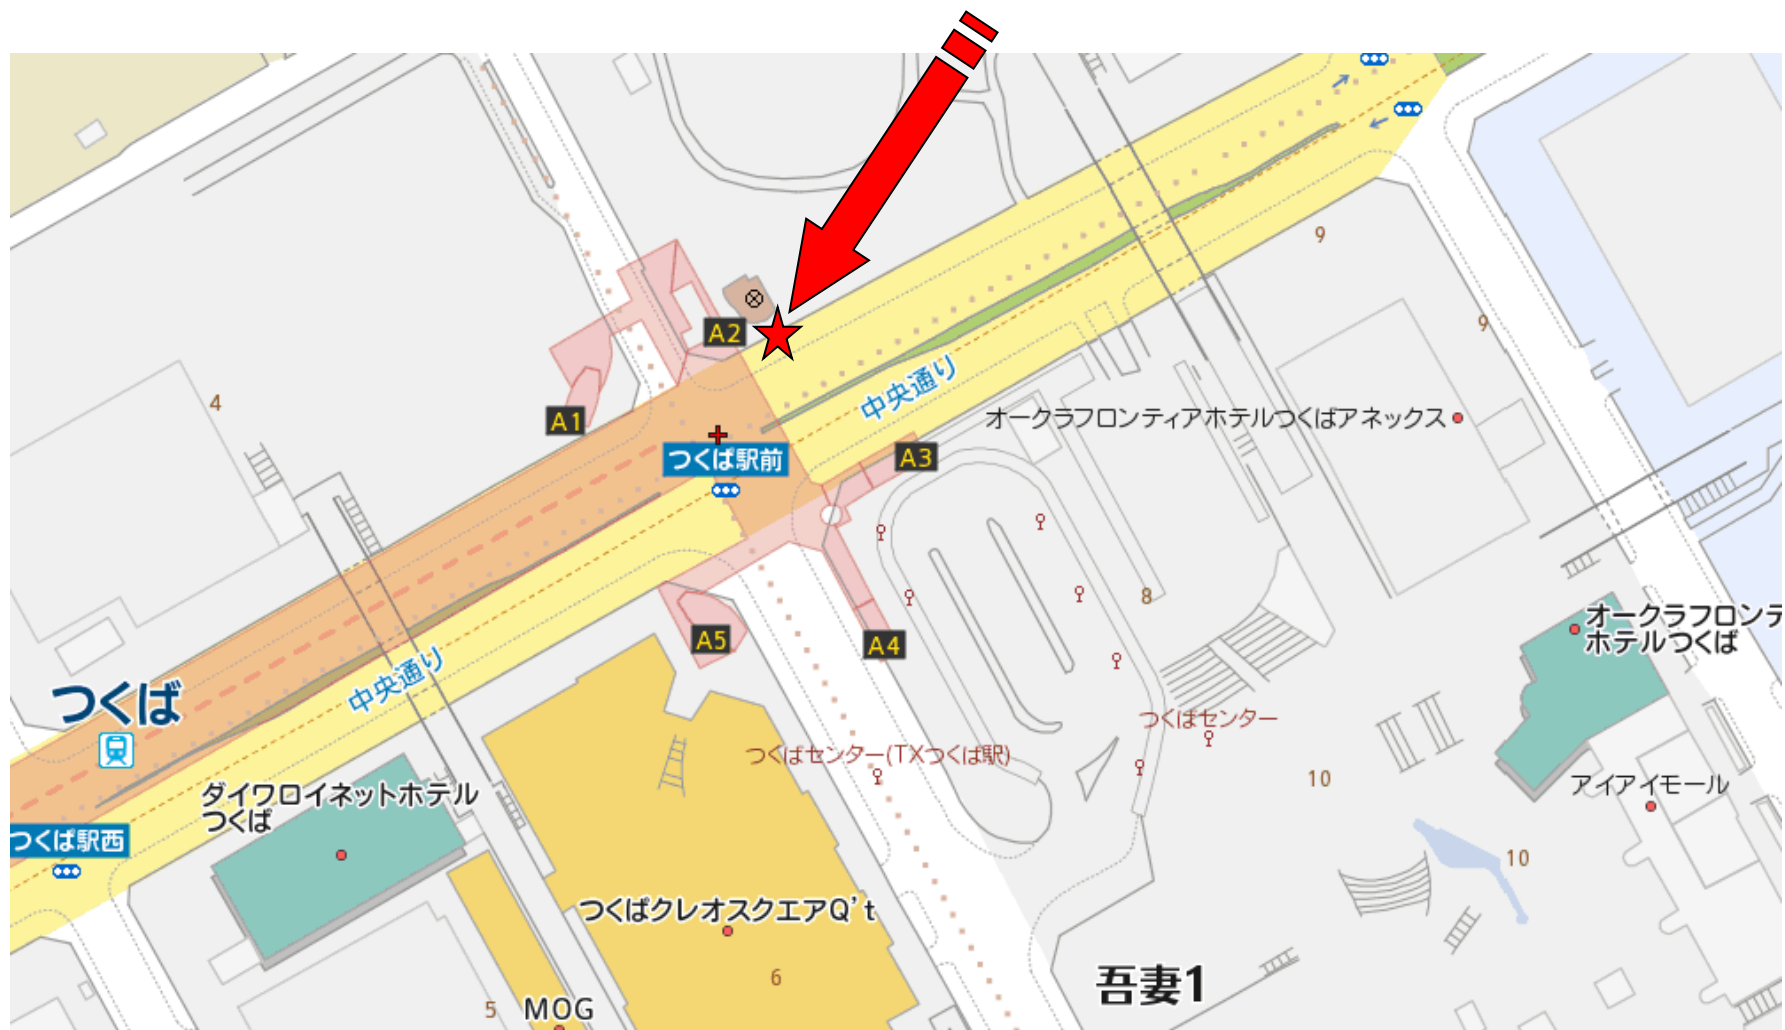 9
A2
9
4
中央通り
A1
オークラフロンティアホテルつくばアネックス
つくば駅前
A3
8
オークラフロンテ
ホテルつくば
A5
A4
中央通り
つくば
つくばセンター
つくばセンター(TXつくば駅)
10
アイアイモール
ダイワロイネットホテル
つくば
つくば駅西
10
つくばクレオスクエアQ't
6
吾妻1
5
MOG